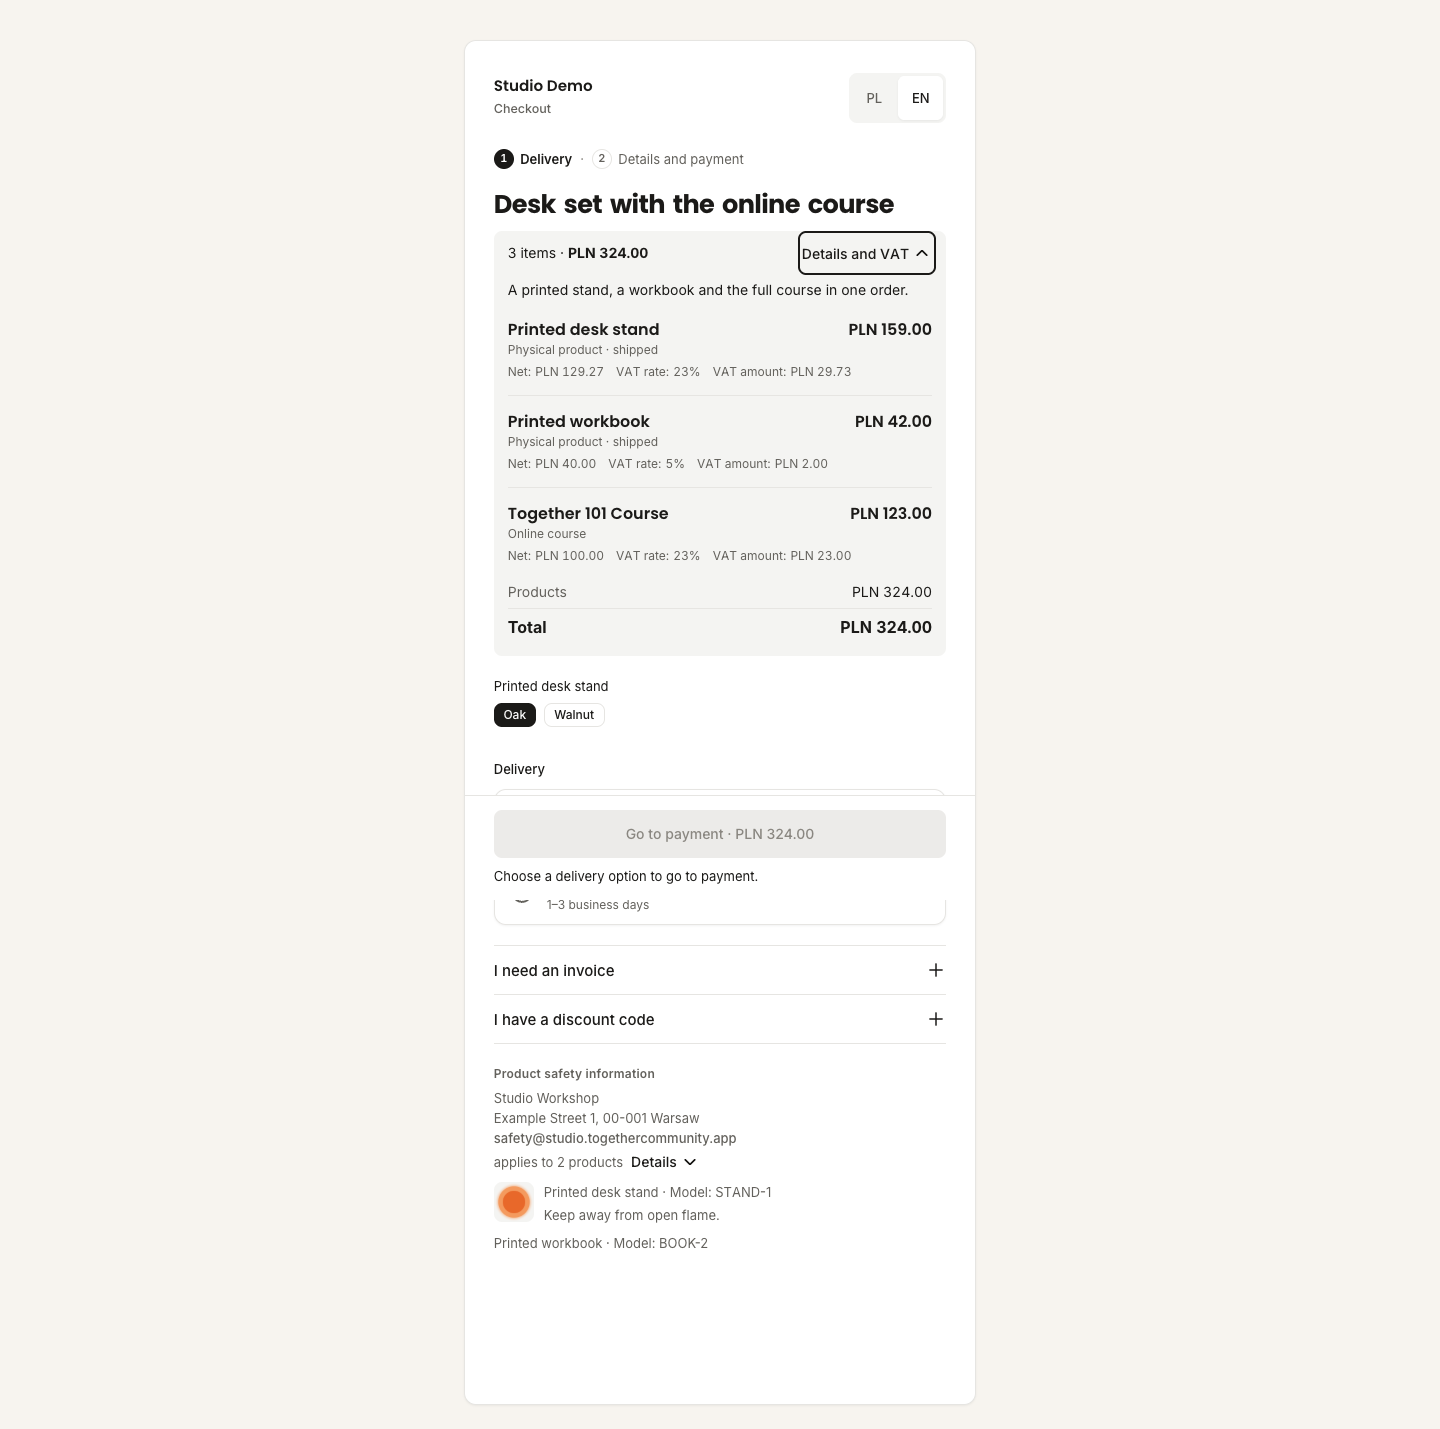 Studio Demo
Checkout
PL EN
1 Delivery · 2 Details and payment
Desk set with the online course
3 items · PLN 324.00 Details and VAT
A printed stand, a workbook and the full course in one order.
Printed desk stand PLN 159.00
Physical product · shipped
Net: PLN 129.27 VAT rate: 23% VAT amount: PLN 29.73
Printed workbook PLN 42.00
Physical product · shipped
Net: PLN 40.00 VAT rate: 5% VAT amount: PLN 2.00
Together 101 Course PLN 123.00
Online course
Net: PLN 100.00 VAT rate: 23% VAT amount: PLN 23.00
Products PLN 324.00
Total PLN 324.00
Printed desk stand
Oak Walnut
Delivery
Go to payment · PLN 324.00
Choose a delivery option to go to payment.
1–3 business days
I need an invoice
I have a discount code
Product safety information
Studio Workshop
Example Street 1, 00-001 Warsaw
safety@studio.togethercommunity.app
applies to 2 products Details
Printed desk stand · Model: STAND-1
Keep away from open flame.
Printed workbook · Model: BOOK-2